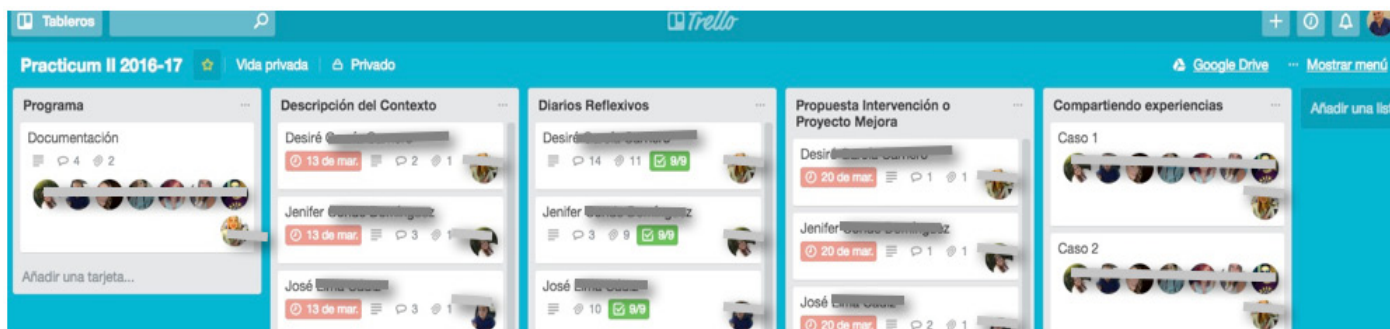 Tableros
Trello
Practicum II 2016-17
Vida privada
Privado
Google Drive
Mostrar menú
Programa
Documentación
4 2
Añadir una tarjeta...
Descripción del Contexto
Desiré
13 de mar. 2 1
Jenifer
13 de mar. 3 1
José
13 de mar. 3 1
Diarios Reflexivos
Desiré
14 11 9/9
Jenifer
3 9 9/9
José
10 9/9
Propuesta Intervención o
Proyecto Mejora
Desiré
20 de mar. 1 1
Jenifer
20 de mar. 1 1
José
20 de mar. 2 1
Compartiendo experiencias
Caso 1
Caso 2
Añadir una lis